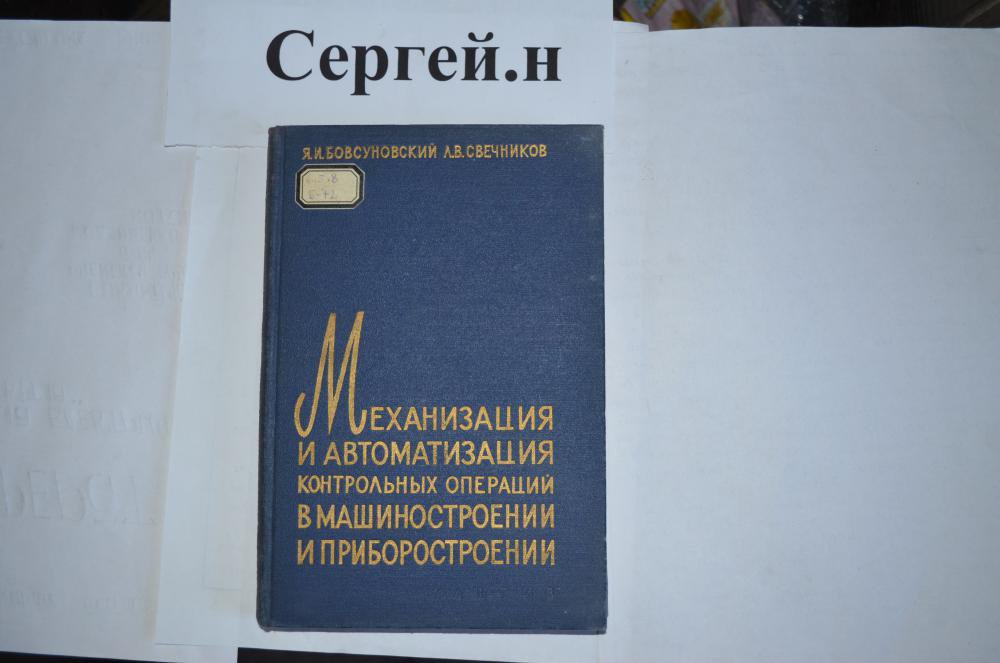 Сергей.н
Я.И.БОВСУНОВСКИЙ Л.В.СВЕЧНИКОВ
МЕХАНИЗАЦИЯ
И АВТОМАТИЗАЦИЯ
КОНТРОЛЬНЫХ ОПЕРАЦИЙ
В МАШИНОСТРОЕНИИ
И ПРИБОРОСТРОЕНИИ